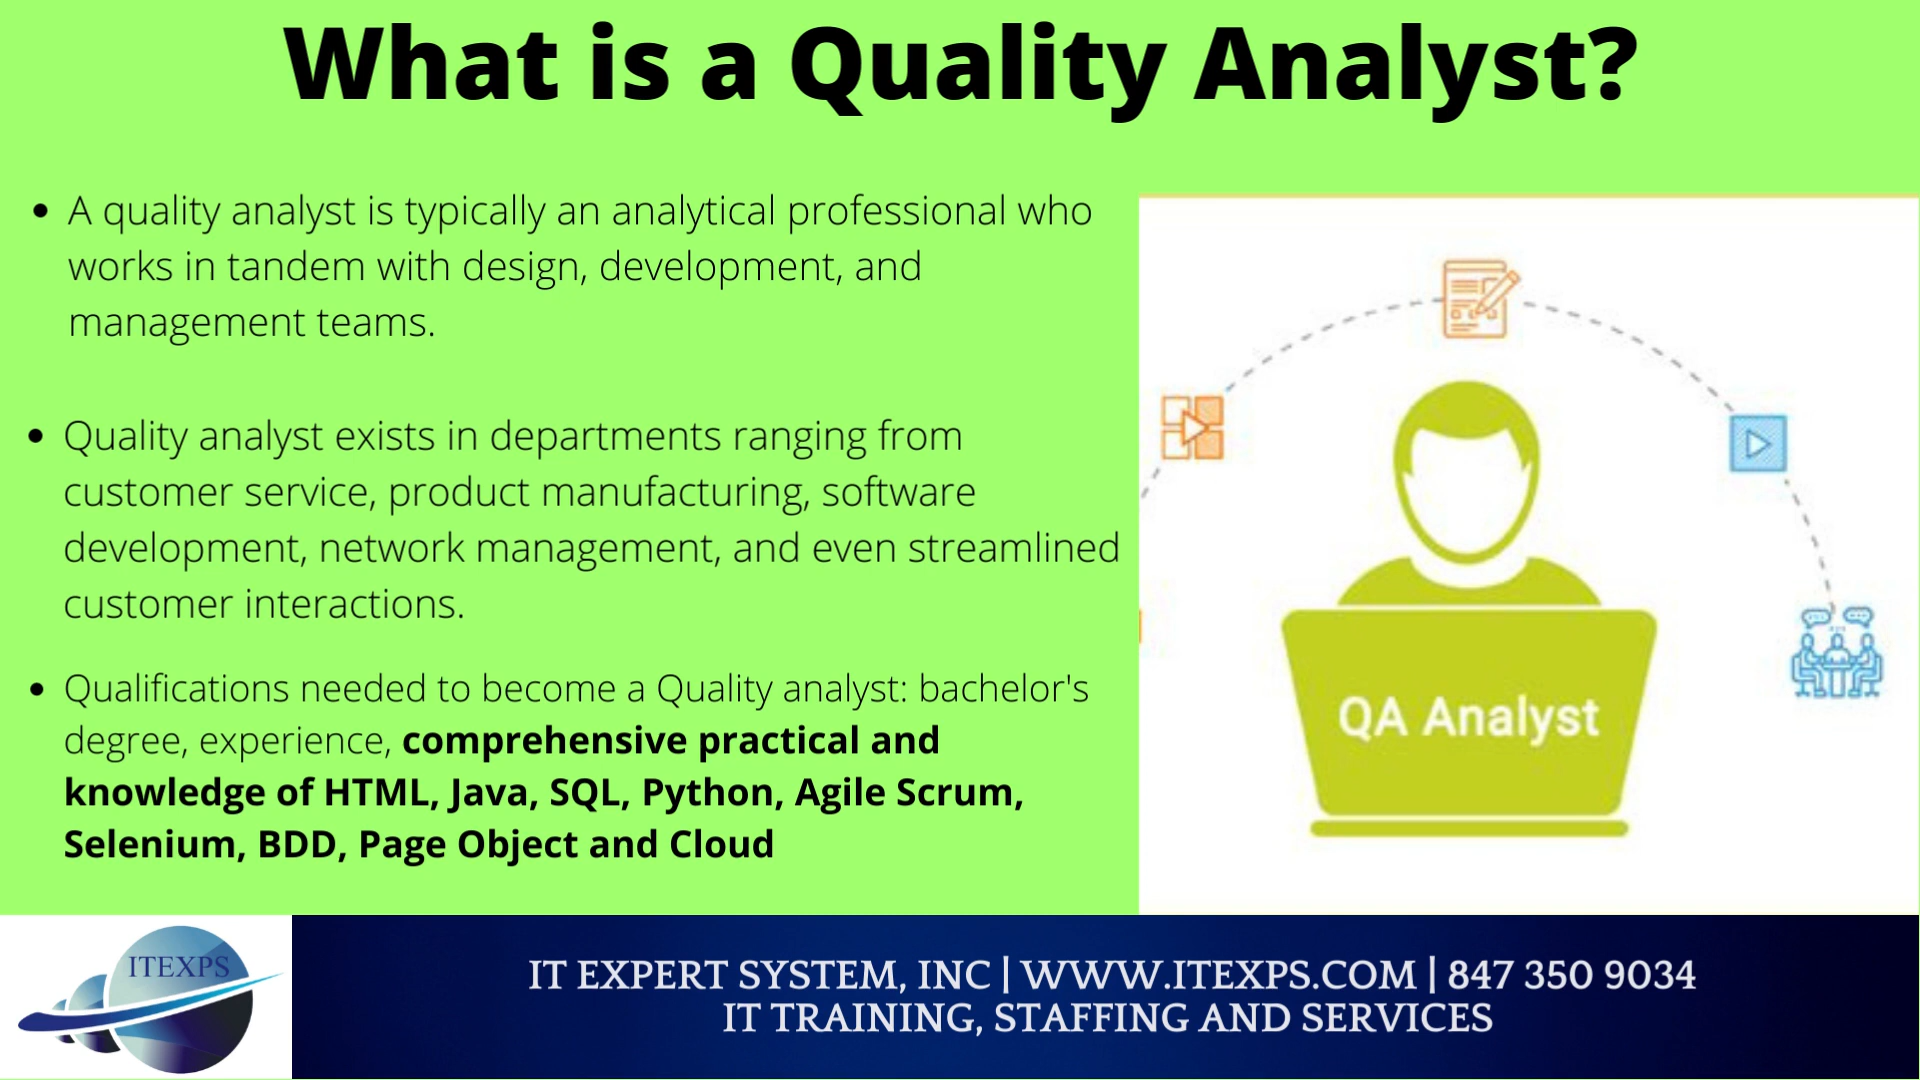 What is a Quality Analyst?
• A quality analyst is typically an analytical professional who
works in tandem with design, development, and
management teams.
• Quality analyst exists in departments ranging from
customer service, product manufacturing, software
development, network management, and even streamlined
customer interactions.
• Qualifications needed to become a Quality analyst: bachelor's
degree, experience, comprehensive practical and
knowledge of HTML, Java, SQL, Python, Agile Scrum,
Selenium, BDD, Page Object and Cloud
QA Analyst
ITEXPS
IT EXPERT SYSTEM, INC | WWW.ITEXPS.COM | 847 350 9034
IT TRAINING, STAFFING AND SERVICES